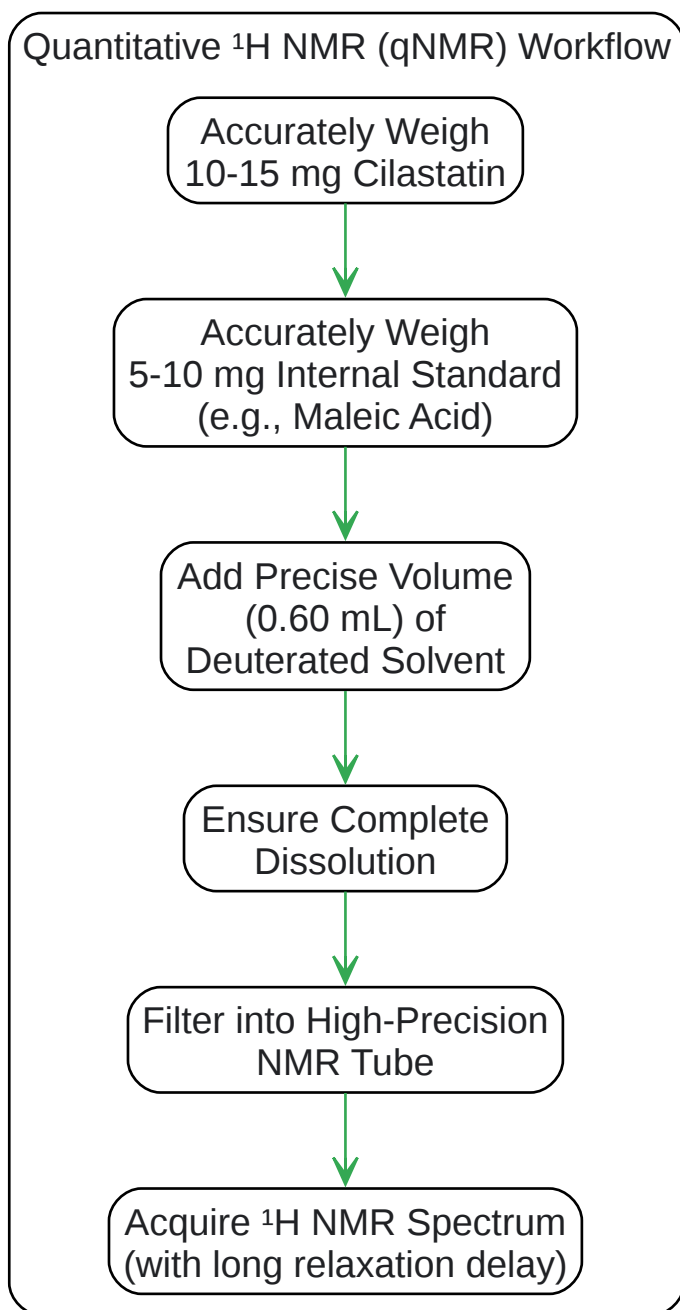 Quantitative ¹H NMR (qNMR) Workflow
Accurately Weigh
10-15 mg Cilastatin
Accurately Weigh
5-10 mg Internal Standard
(e.g., Maleic Acid)
Add Precise Volume
(0.60 mL) of
Deuterated Solvent
Ensure Complete
Dissolution
Filter into High-Precision
NMR Tube
Acquire ¹H NMR Spectrum
(with long relaxation delay)